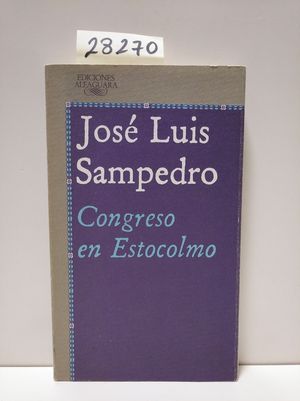 28270
EDICIONES
ALFAGUARA
José Luis
Sampedro
Congreso
en Estocolmo